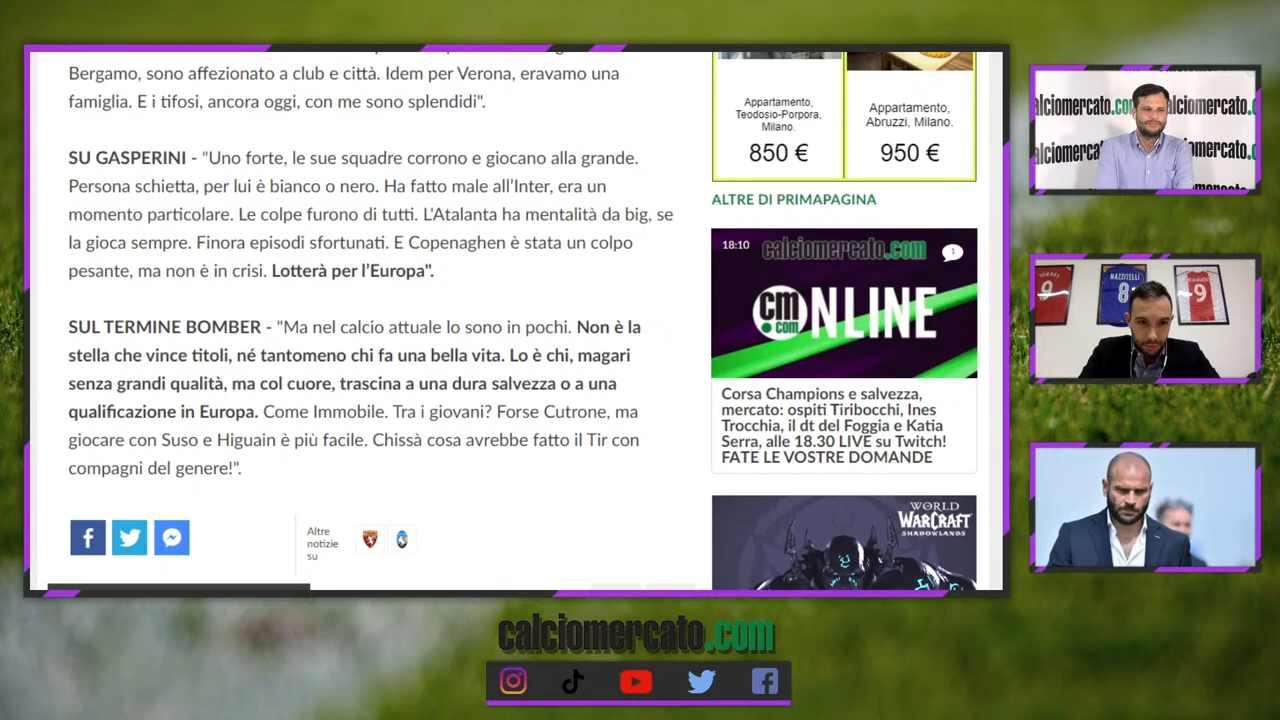 Bergamo, sono affezionato a club e città. Idem per Verona, eravamo una
famiglia. E i tifosi, ancora oggi, con me sono splendidi".
SU GASPERINI - "Uno forte, le sue squadre corrono e giocano alla grande.
Persona schietta, per lui è bianco o nero. Ha fatto male all'Inter, era un
momento particolare. Le colpe furono di tutti. L'Atalanta ha mentalità da big, se
la gioca sempre. Finora episodi sfortunati. E Copenaghen è stata un colpo
pesante, ma non è in crisi. Lotterà per l'Europa".
SUL TERMINE BOMBER - "Ma nel calcio attuale lo sono in pochi. Non è la
stella che vince titoli, né tantomeno chi fa una bella vita. Lo è chi, magari
senza grandi qualità, ma col cuore, trascina a una dura salvezza o a una
qualificazione in Europa. Come Immobile. Tra i giovani? Forse Cutrone, ma
giocare con Suso e Higuain è più facile. Chissà cosa avrebbe fatto il Tir con
compagni del genere!".
Altre
notizie
su
Appartamento,
Teodosio-Porpora,
Milano.
850 €
Appartamento,
Abruzzi, Milano.
950 €
ALTRE DI PRIMAPAGINA
18:10
calciomercato.com
1
cm
.com
NLINE
Corsa Champions e salvezza,
mercato: ospiti Tiribocchi, Ines
Trocchia, il dt del Foggia e Katia
Serra, alle 18.30 LIVE su Twitch!
FATE LE VOSTRE DOMANDE
WORLD
WARCRAFT
SHADOWLANDS
alciomercato.com
calciomercato.c
8
9
calciomercato.com